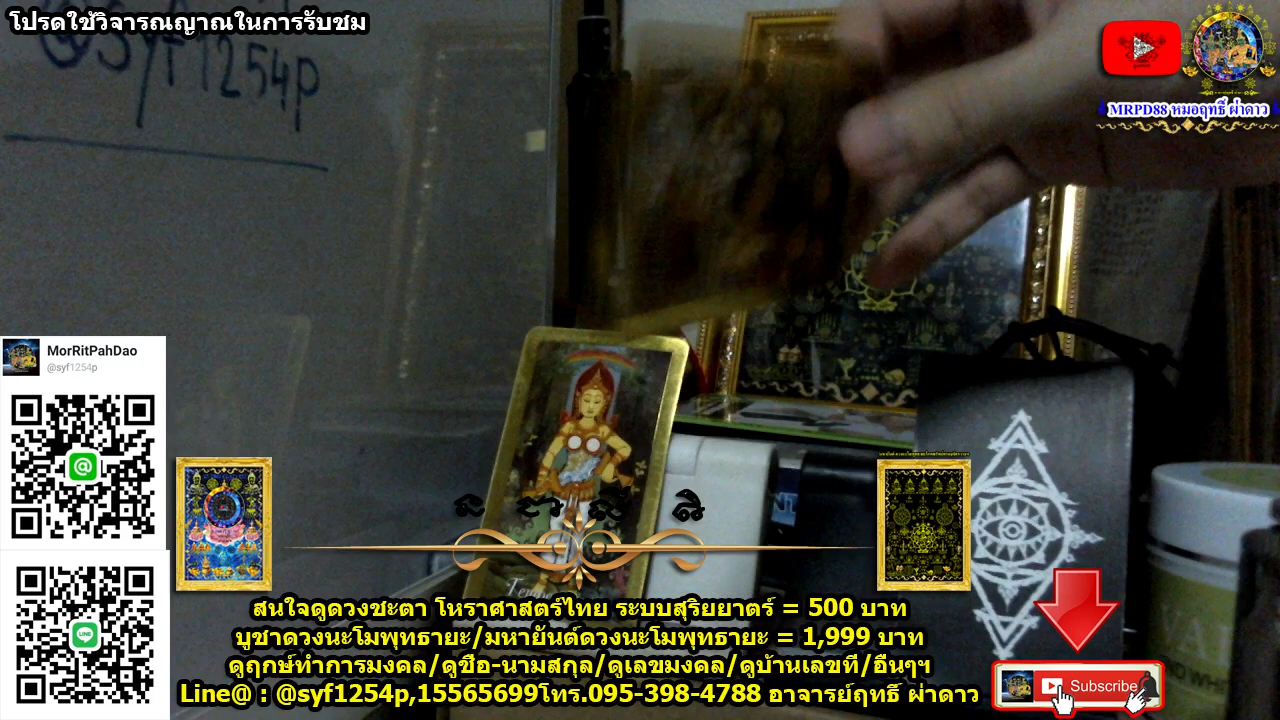 โปรดใช้วิจารณญาณในการรับชม
@syf1254p
MRPD88 หมอฤทธิ์ ผ่าดาว
MorRitPahDao
@syf1254p
LINE
สนใจดูดวงชะตา โหราศาสตร์ไทย ระบบสุริยยาตร์ = 500 บาท
บูชาดวงนะโมพุทธายะ/มหายันต์ดวงนะโมพุทธายะ = 1,999 บาท
ดูฤกษ์ทำการมงคล/ดูชื่อ-นามสกุล/ดูเลขมงคล/ดูบ้านเลขที่/อื่นๆฯ
Line@ : @syf1254p,15565699โทร.095-398-4788 อาจารย์ฤทธิ์ ผ่าดาว
Subscribe